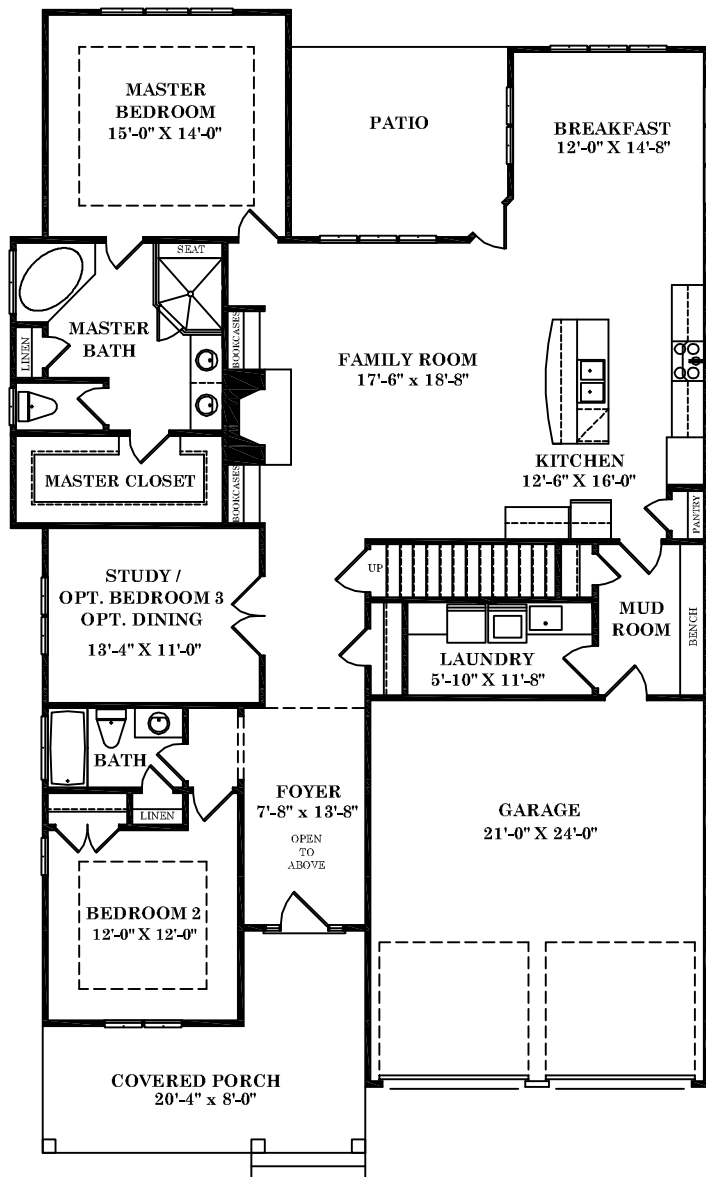 MASTER
BEDROOM
15'-0" X 14'-0"
PATIO
BREAKFAST
12'-0" X 14'-8"
SEAT
MASTER
BATH
LINEN
BOOKCASES
FAMILY ROOM
17'-6" x 18'-8"
KITCHEN
12'-6" X 16'-0"
MASTER CLOSET
BOOKCASES
PANTRY
STUDY /
OPT. BEDROOM 3
OPT. DINING
13'-4" X 11'-0"
UP
MUD
ROOM
BENCH
LAUNDRY
5'-10" X 11'-8"
BATH
LINEN
FOYER
7'-8" x 13'-8"
OPEN
TO
ABOVE
GARAGE
21'-0" X 24'-0"
BEDROOM 2
12'-0" X 12'-0"
COVERED PORCH
20'-4" x 8'-0"